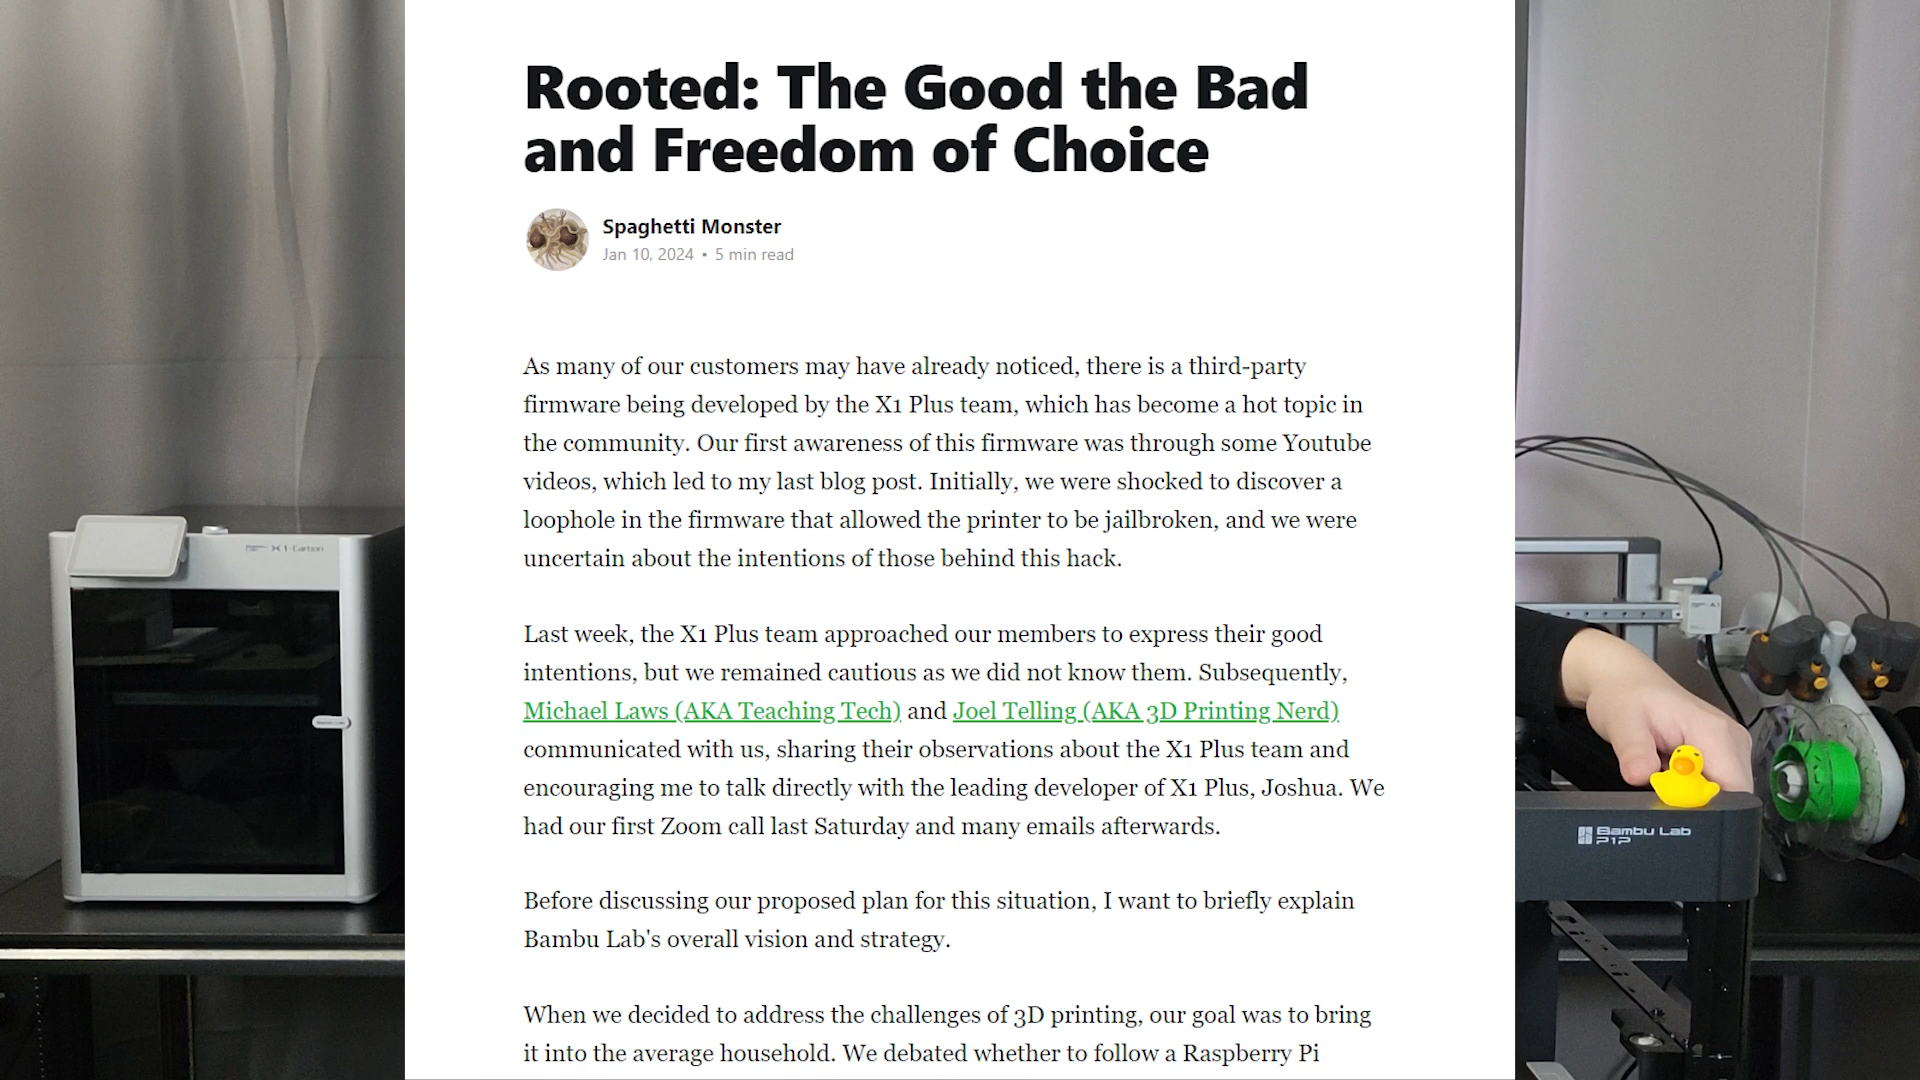 Rooted: The Good the Bad
and Freedom of Choice
Spaghetti Monster
Jan 10, 2024 • 5 min read
As many of our customers may have already noticed, there is a third-party
firmware being developed by the X1 Plus team, which has become a hot topic in
the community. Our first awareness of this firmware was through some Youtube
videos, which led to my last blog post. Initially, we were shocked to discover a
loophole in the firmware that allowed the printer to be jailbroken, and we were
uncertain about the intentions of those behind this hack.
Last week, the X1 Plus team approached our members to express their good
intentions, but we remained cautious as we did not know them. Subsequently,
Michael Laws (AKA Teaching Tech) and Joel Telling (AKA 3D Printing Nerd)
communicated with us, sharing their observations about the X1 Plus team and
encouraging me to talk directly with the leading developer of X1 Plus, Joshua. We
had our first Zoom call last Saturday and many emails afterwards.
Before discussing our proposed plan for this situation, I want to briefly explain
Bambu Lab's overall vision and strategy.
When we decided to address the challenges of 3D printing, our goal was to bring
it into the average household. We debated whether to follow a Raspberry Pi
X1-Carbon
Bambu Lab
Bambu Lab
P1P